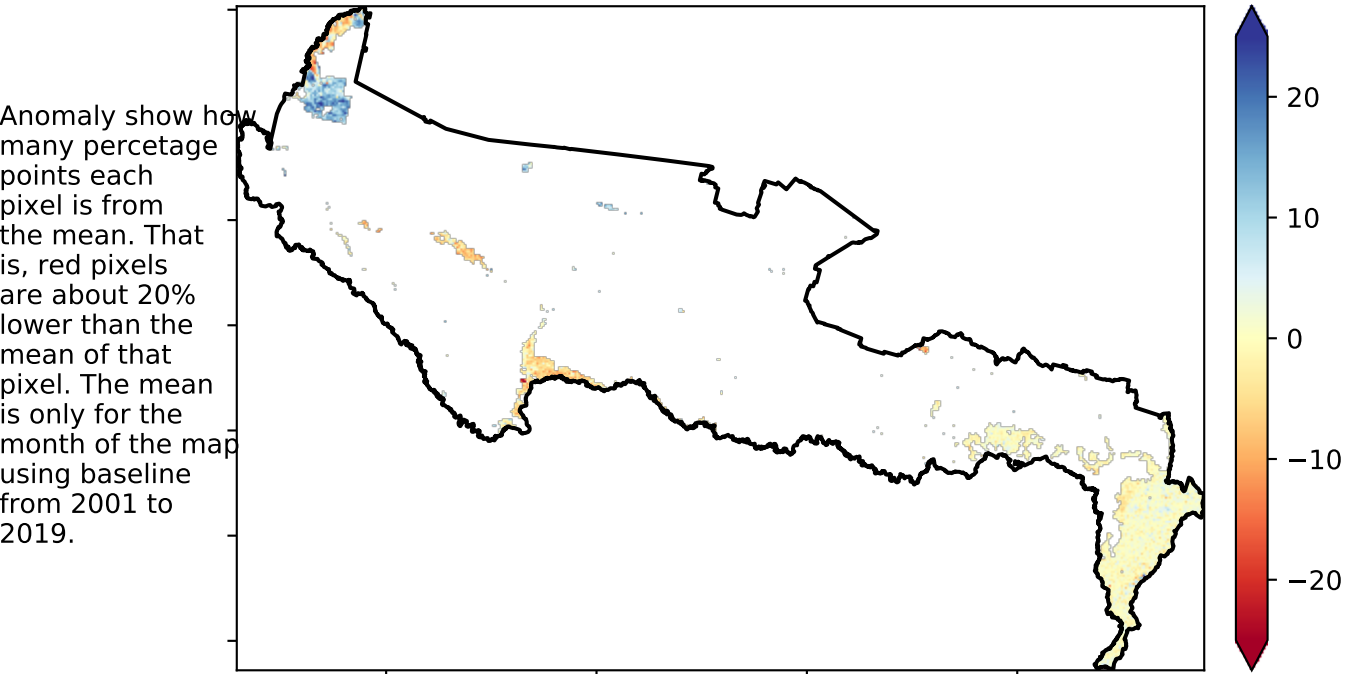 Anomaly show how
many percetage
points each
pixel is from
the mean. That
is, red pixels
are about 20%
lower than the
mean of that
pixel. The mean
is only for the
month of the map
using baseline
from 2001 to
2019.
20
10
0
−10
−20